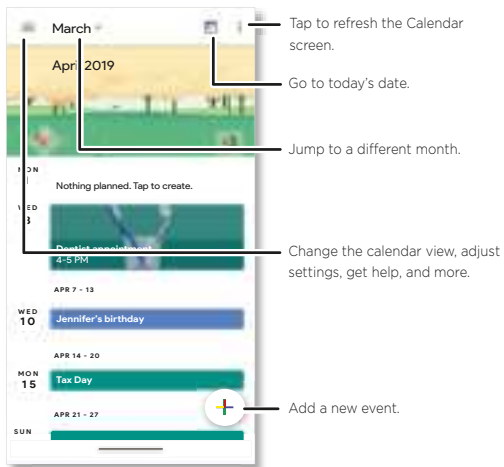 March
April 2019
MON
Nothing planned. Tap to create.
Dentist appointment
4-5 PM
APR 7 - 13
WED
10
Jennifer's birthday
APR 14 - 20
MON
15
Tax Day
APR 21 - 27
SUN
Tap to refresh the Calendar
screen.
Go to today's date.
Jump to a different month.
Change the calendar view, adjust
settings, get help, and more.
Add a new event.